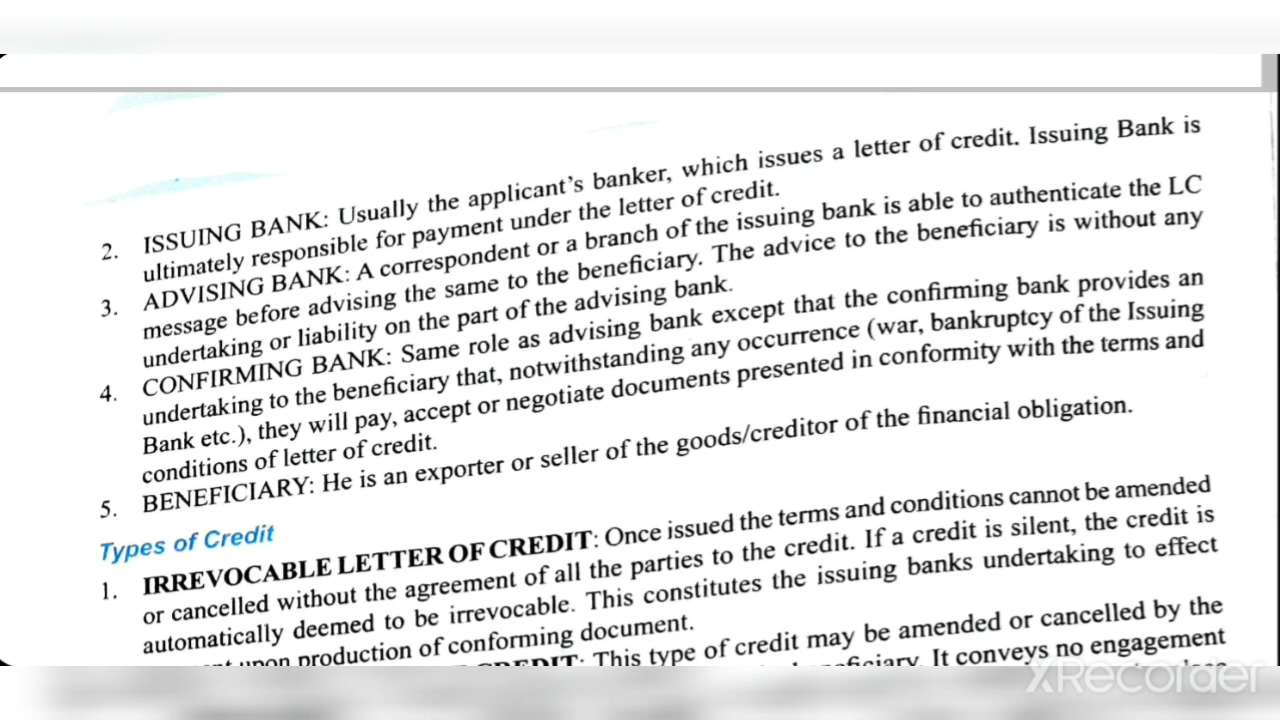 2. ISSUING BANK: Usually the applicant's banker, which issues a letter of credit. Issuing Bank is
ultimately responsible for payment under the letter of credit.
3. ADVISING BANK: A correspondent or a branch of the issuing bank is able to authenticate the LC
message before advising the same to the beneficiary. The advice to the beneficiary is without any
undertaking or liability on the part of the advising bank.
4. CONFIRMING BANK: Same role as advising bank except that the confirming bank provides an
undertaking to the beneficiary that, notwithstanding any occurrence (war, bankruptcy of the Issuing
Bank etc.), they will pay, accept or negotiate documents presented in conformity with the terms and
conditions of letter of credit.
5. BENEFICIARY: He is an exporter or seller of the goods/creditor of the financial obligation.
Types of Credit
1. IRREVOCABLE LETTER OF CREDIT: Once issued the terms and conditions cannot be amended
or cancelled without the agreement of all the parties to the credit. If a credit is silent, the credit is
automatically deemed to be irrevocable. This constitutes the issuing banks undertaking to effect
upon production of conforming document.
CREDIT: This type of credit may be amended or cancelled by the
It conveys no engagement
XRecorder